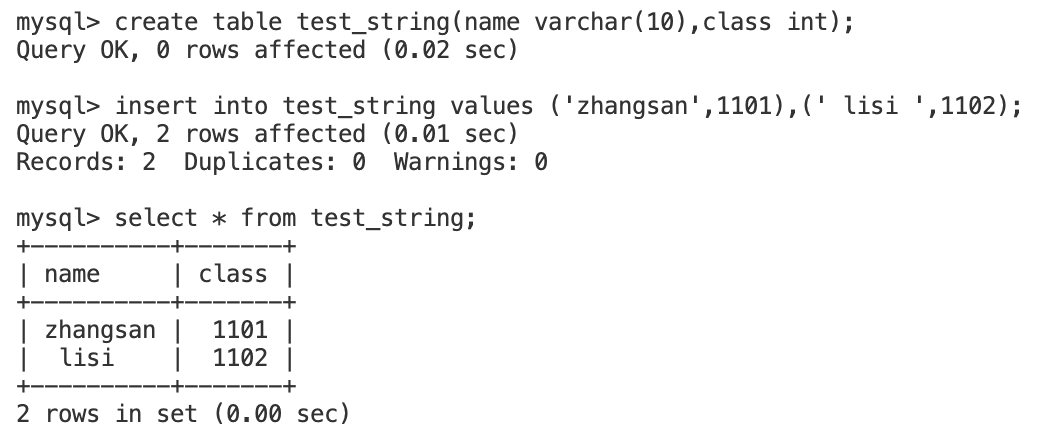 mysql> create table test_string(name varchar(10),class int);
Query OK, 0 rows affected (0.02 sec)

mysql> insert into test_string values ('zhangsan',1101),(' lisi ',1102);
Query OK, 2 rows affected (0.01 sec)
Records: 2  Duplicates: 0  Warnings: 0

mysql> select * from test_string;
+----------+-------+
| name     | class |
+----------+-------+
| zhangsan |  1101 |
|  lisi    |  1102 |
+----------+-------+
2 rows in set (0.00 sec)